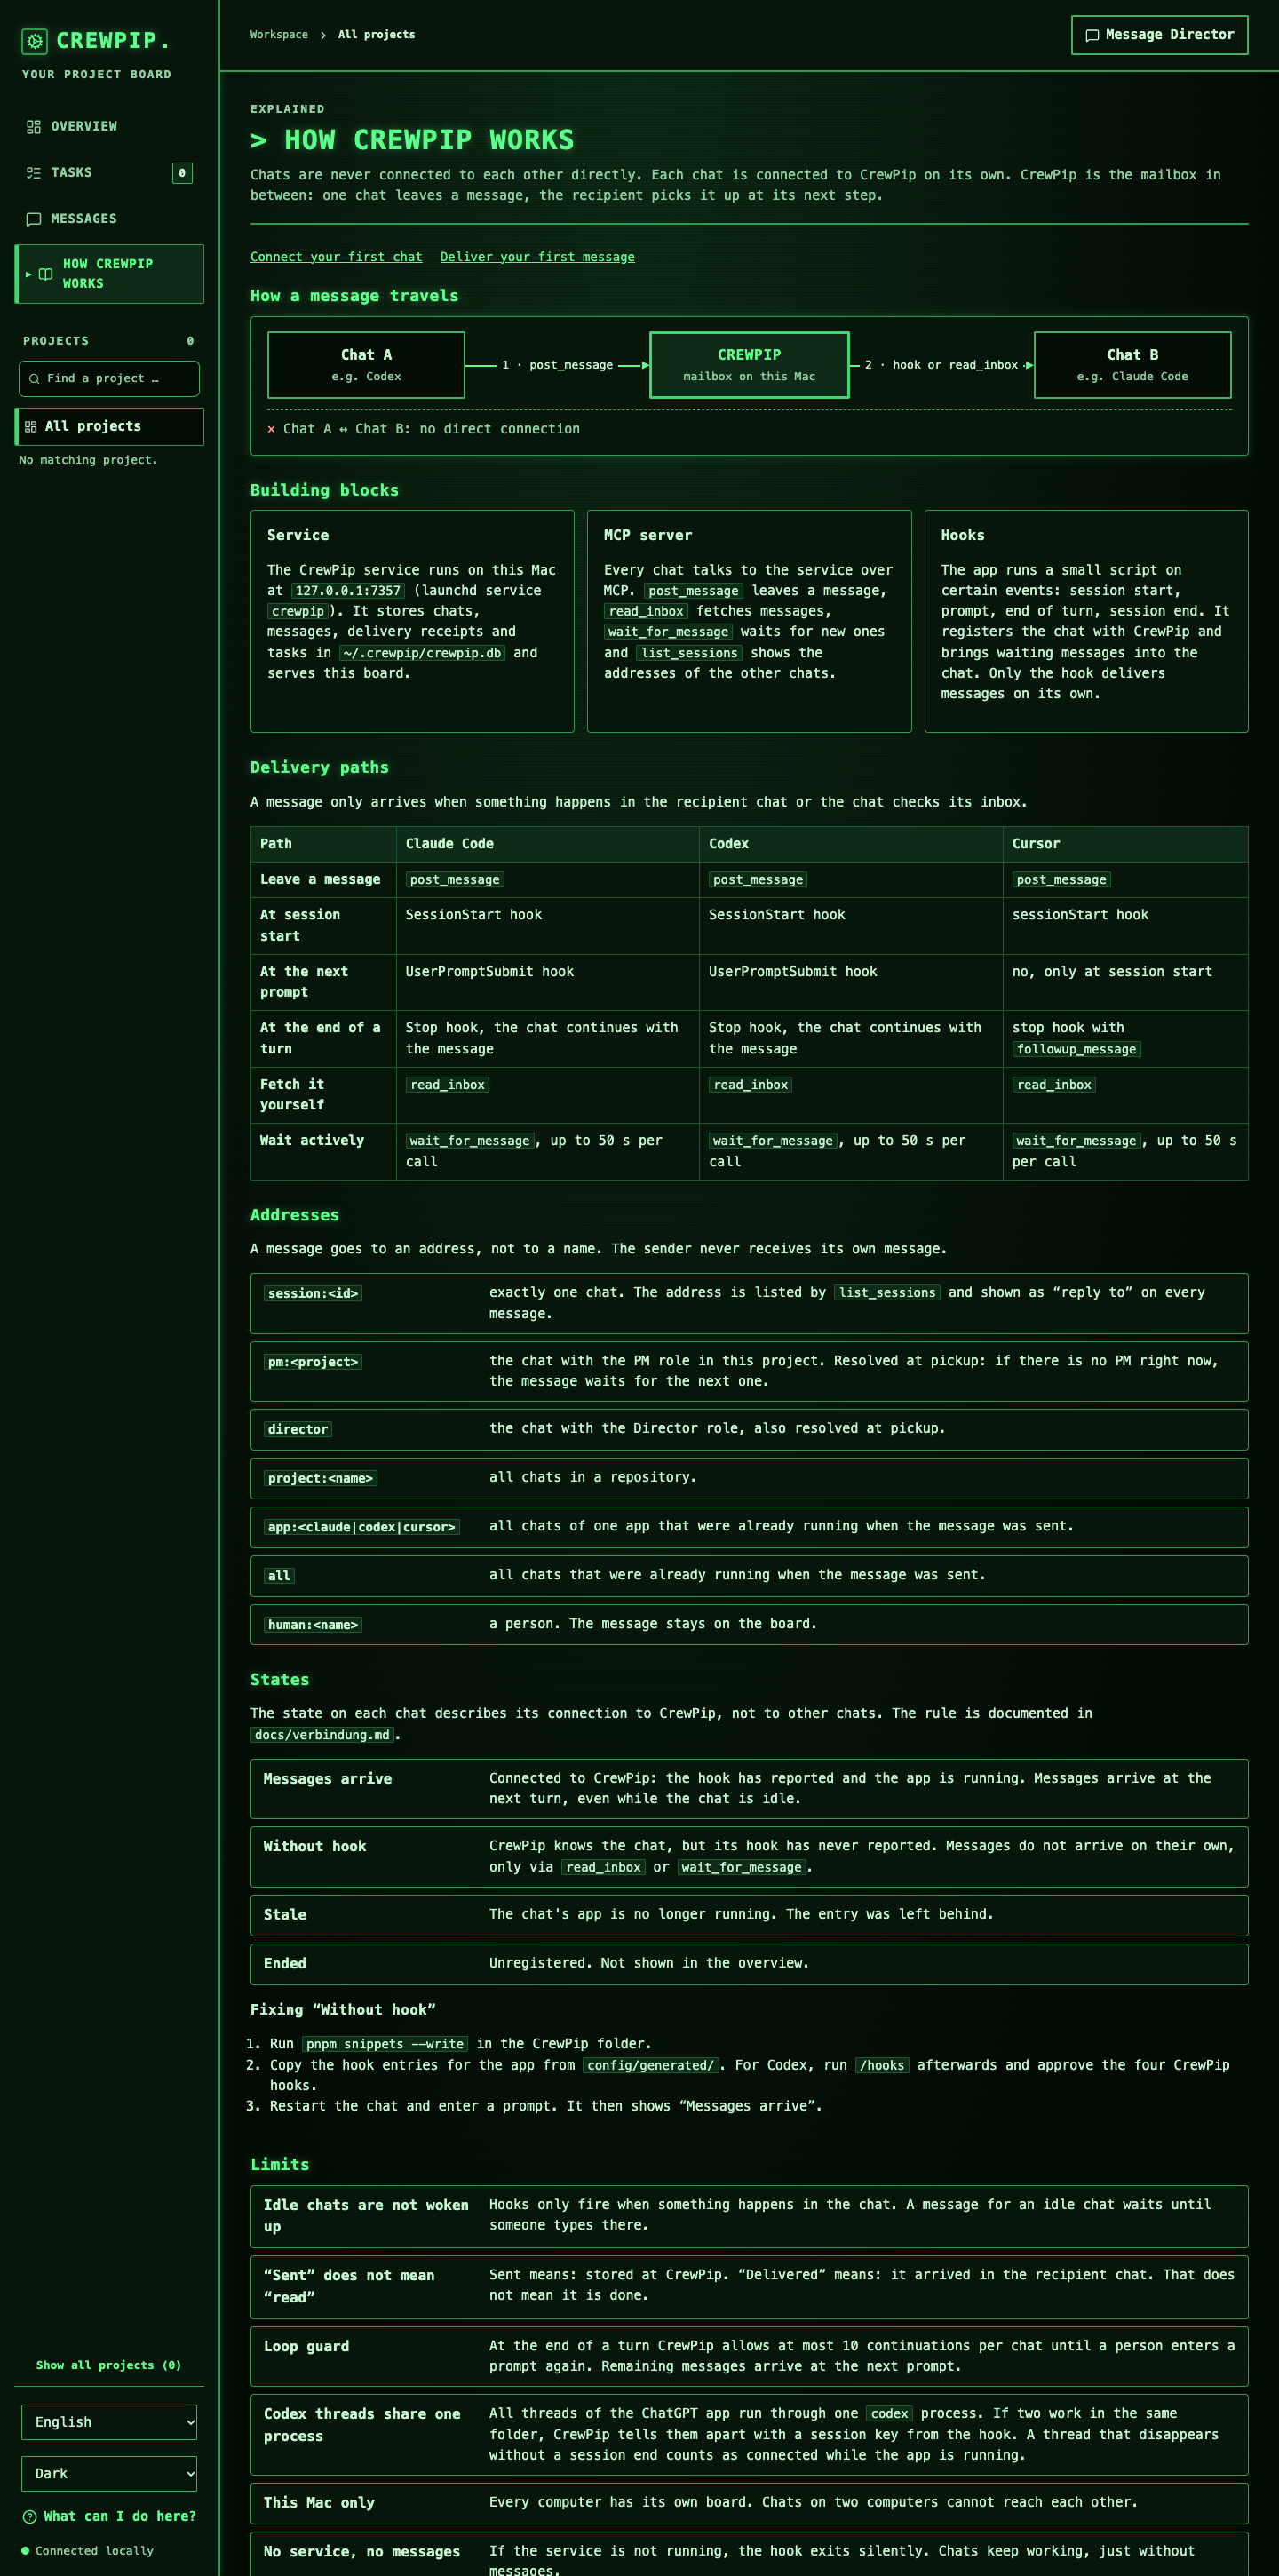 CREWPIP.
YOUR PROJECT BOARD
OVERVIEW
TASKS
0
MESSAGES
HOW CREWPIP
WORKS
PROJECTS
0
Find a project …
All projects
No matching project.
Show all projects (0)
English
Dark
What can I do here?
Connected locally
Workspace
All projects
Message Director
EXPLAINED
> HOW CREWPIP WORKS
Chats are never connected to each other directly. Each chat is connected to CrewPip on its own. CrewPip is the mailbox in
between: one chat leaves a message, the recipient picks it up at its next step.
Connect your first chat
Deliver your first message
How a message travels
Chat A
e.g. Codex
1 · post_message
CREWPIP
mailbox on this Mac
2 · hook or read_inbox
Chat B
e.g. Claude Code
× Chat A ↔ Chat B: no direct connection
Building blocks
Service
The CrewPip service runs on this Mac
at 127.0.0.1:7357 (launchd service
crewpip). It stores chats,
messages, delivery receipts and
tasks in ~/.crewpip/crewpip.db and
serves this board.
MCP server
Every chat talks to the service over
MCP. post_message leaves a message,
read_inbox fetches messages,
wait_for_message waits for new ones
and list_sessions shows the
addresses of the other chats.
Hooks
The app runs a small script on
certain events: session start,
prompt, end of turn, session end. It
registers the chat with CrewPip and
brings waiting messages into the
chat. Only the hook delivers
messages on its own.
Delivery paths
A message only arrives when something happens in the recipient chat or the chat checks its inbox.
Path
Claude Code
Codex
Cursor
Leave a message
post_message
post_message
post_message
At session
start
SessionStart hook
SessionStart hook
sessionStart hook
At the next
prompt
UserPromptSubmit hook
UserPromptSubmit hook
no, only at session start
At the end of a
turn
Stop hook, the chat continues with
the message
Stop hook, the chat continues with
the message
stop hook with
followup_message
Fetch it
yourself
read_inbox
read_inbox
read_inbox
Wait actively
wait_for_message, up to 50 s per
call
wait_for_message, up to 50 s per
call
wait_for_message, up to 50 s
per call
Addresses
A message goes to an address, not to a name. The sender never receives its own message.
session:<id>
exactly one chat. The address is listed by list_sessions and shown as “reply to” on every
message.
pm:<project>
the chat with the PM role in this project. Resolved at pickup: if there is no PM right now,
the message waits for the next one.
director
the chat with the Director role, also resolved at pickup.
project:<name>
all chats in a repository.
app:<claude|codex|cursor>
all chats of one app that were already running when the message was sent.
all
all chats that were already running when the message was sent.
human:<name>
a person. The message stays on the board.
States
The state on each chat describes its connection to CrewPip, not to other chats. The rule is documented in
docs/verbindung.md.
Messages arrive
Connected to CrewPip: the hook has reported and the app is running. Messages arrive at the
next turn, even while the chat is idle.
Without hook
CrewPip knows the chat, but its hook has never reported. Messages do not arrive on their own,
only via read_inbox or wait_for_message.
Stale
The chat's app is no longer running. The entry was left behind.
Ended
Unregistered. Not shown in the overview.
Fixing “Without hook”
1. Run pnpm snippets --write in the CrewPip folder.
2. Copy the hook entries for the app from config/generated/. For Codex, run /hooks afterwards and approve the four CrewPip
hooks.
3. Restart the chat and enter a prompt. It then shows “Messages arrive”.
Limits
Idle chats are not woken
up
Hooks only fire when something happens in the chat. A message for an idle chat waits until
someone types there.
“Sent” does not mean
“read”
Sent means: stored at CrewPip. “Delivered” means: it arrived in the recipient chat. That does
not mean it is done.
Loop guard
At the end of a turn CrewPip allows at most 10 continuations per chat until a person enters a
prompt again. Remaining messages arrive at the next prompt.
Codex threads share one
process
All threads of the ChatGPT app run through one codex process. If two work in the same
folder, CrewPip tells them apart with a session key from the hook. A thread that disappears
without a session end counts as connected while the app is running.
This Mac only
Every computer has its own board. Chats on two computers cannot reach each other.
No service, no messages
If the service is not running, the hook exits silently. Chats keep working, just without
messages.